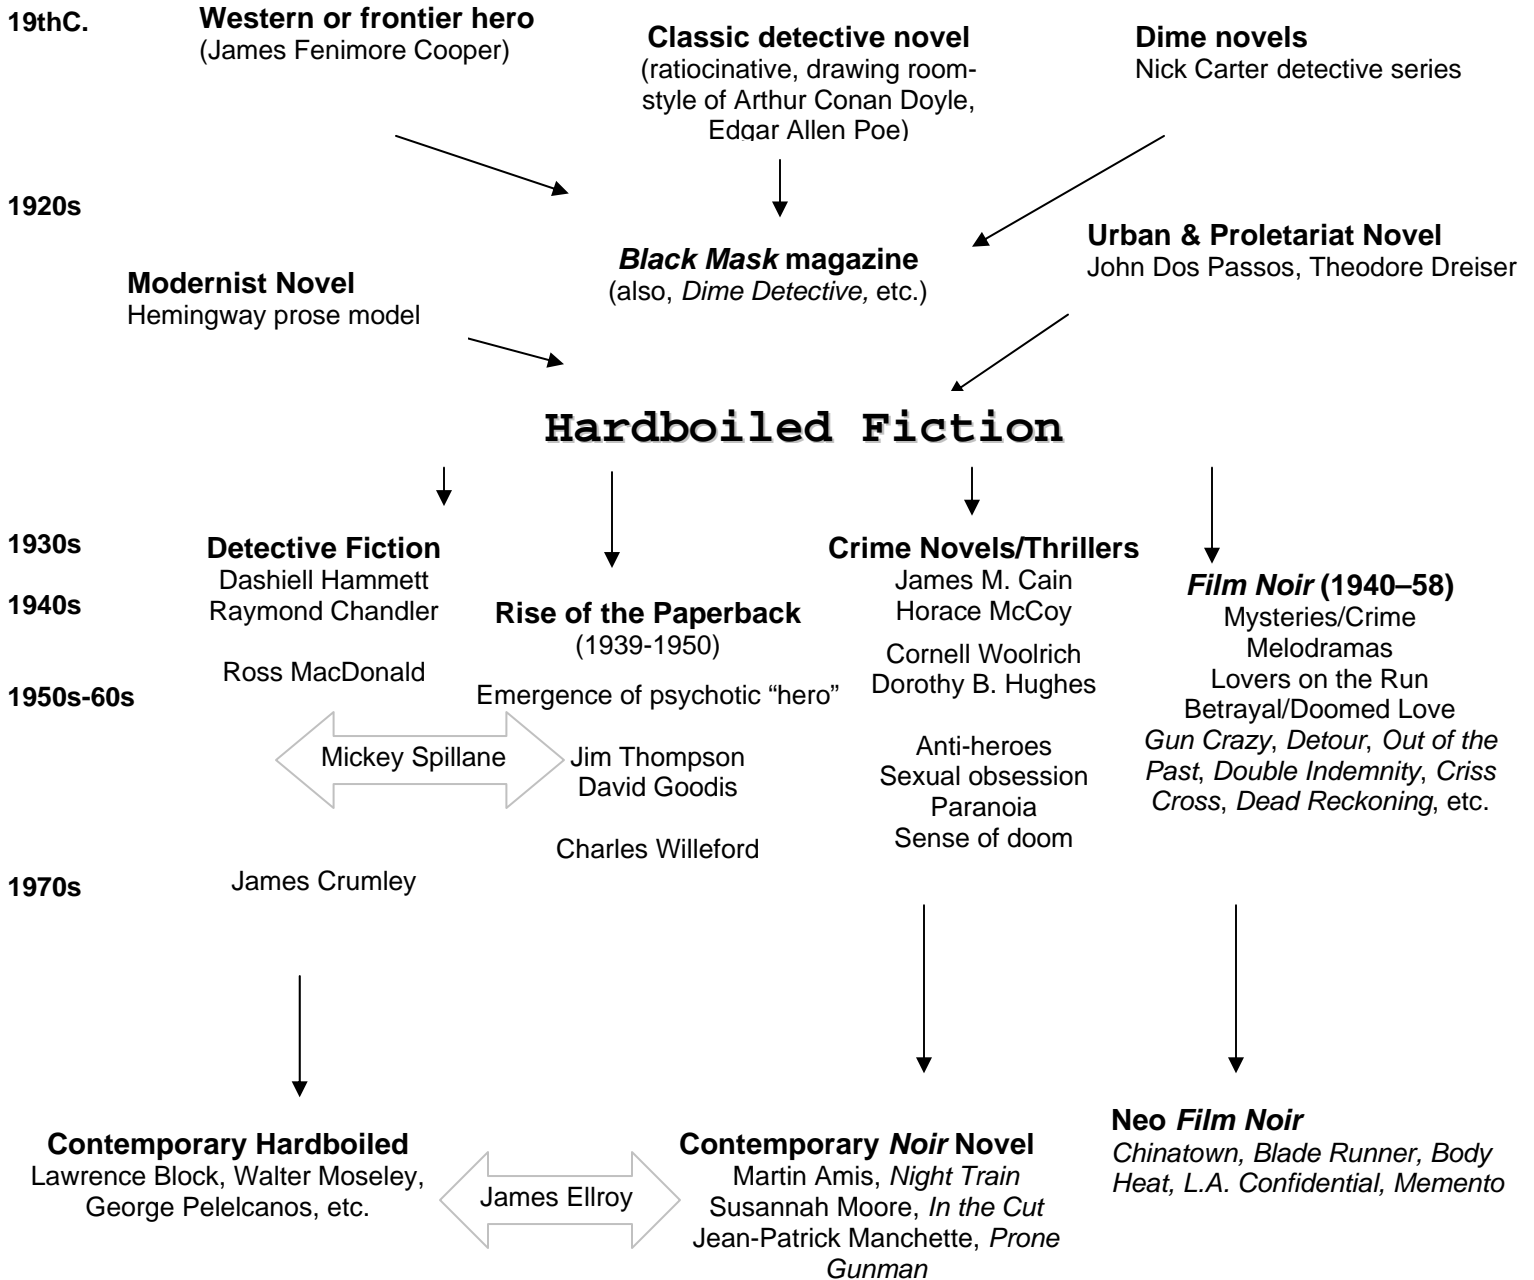 19thC.
Western or frontier hero
(James Fenimore Cooper)
Classic detective novel
(ratiocinative, drawing room-
style of Arthur Conan Doyle,
Edgar Allen Poe)
Dime novels
Nick Carter detective series
1920s
Black Mask magazine
(also, Dime Detective, etc.)
Urban & Proletariat Novel
John Dos Passos, Theodore Dreiser
Modernist Novel
Hemingway prose model
Hardboiled Fiction
1930s
1940s
1950s-60s
1970s
Detective Fiction
Dashiell Hammett
Raymond Chandler
Ross MacDonald
Mickey Spillane
James Crumley
Rise of the Paperback
(1939-1950)
Emergence of psychotic “hero”
Jim Thompson
David Goodis
Charles Willeford
Crime Novels/Thrillers
James M. Cain
Horace McCoy
Cornell Woolrich
Dorothy B. Hughes
Anti-heroes
Sexual obsession
Paranoia
Sense of doom
Film Noir (1940–58)
Mysteries/Crime
Melodramas
Lovers on the Run
Betrayal/Doomed Love
Gun Crazy, Detour, Out of the
Past, Double Indemnity, Criss
Cross, Dead Reckoning, etc.
Contemporary Hardboiled
Lawrence Block, Walter Moseley,
George Pelelcanos, etc.
James Ellroy
Contemporary Noir Novel
Martin Amis, Night Train
Susannah Moore, In the Cut
Jean-Patrick Manchette, Prone
Gunman
Neo Film Noir
Chinatown, Blade Runner, Body
Heat, L.A. Confidential, Memento